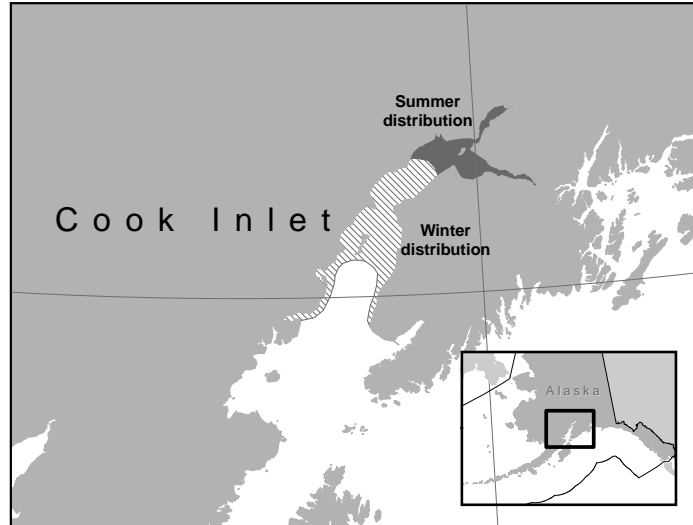 Summer
distribution
Cook Inlet
Winter
distribution
Alaska